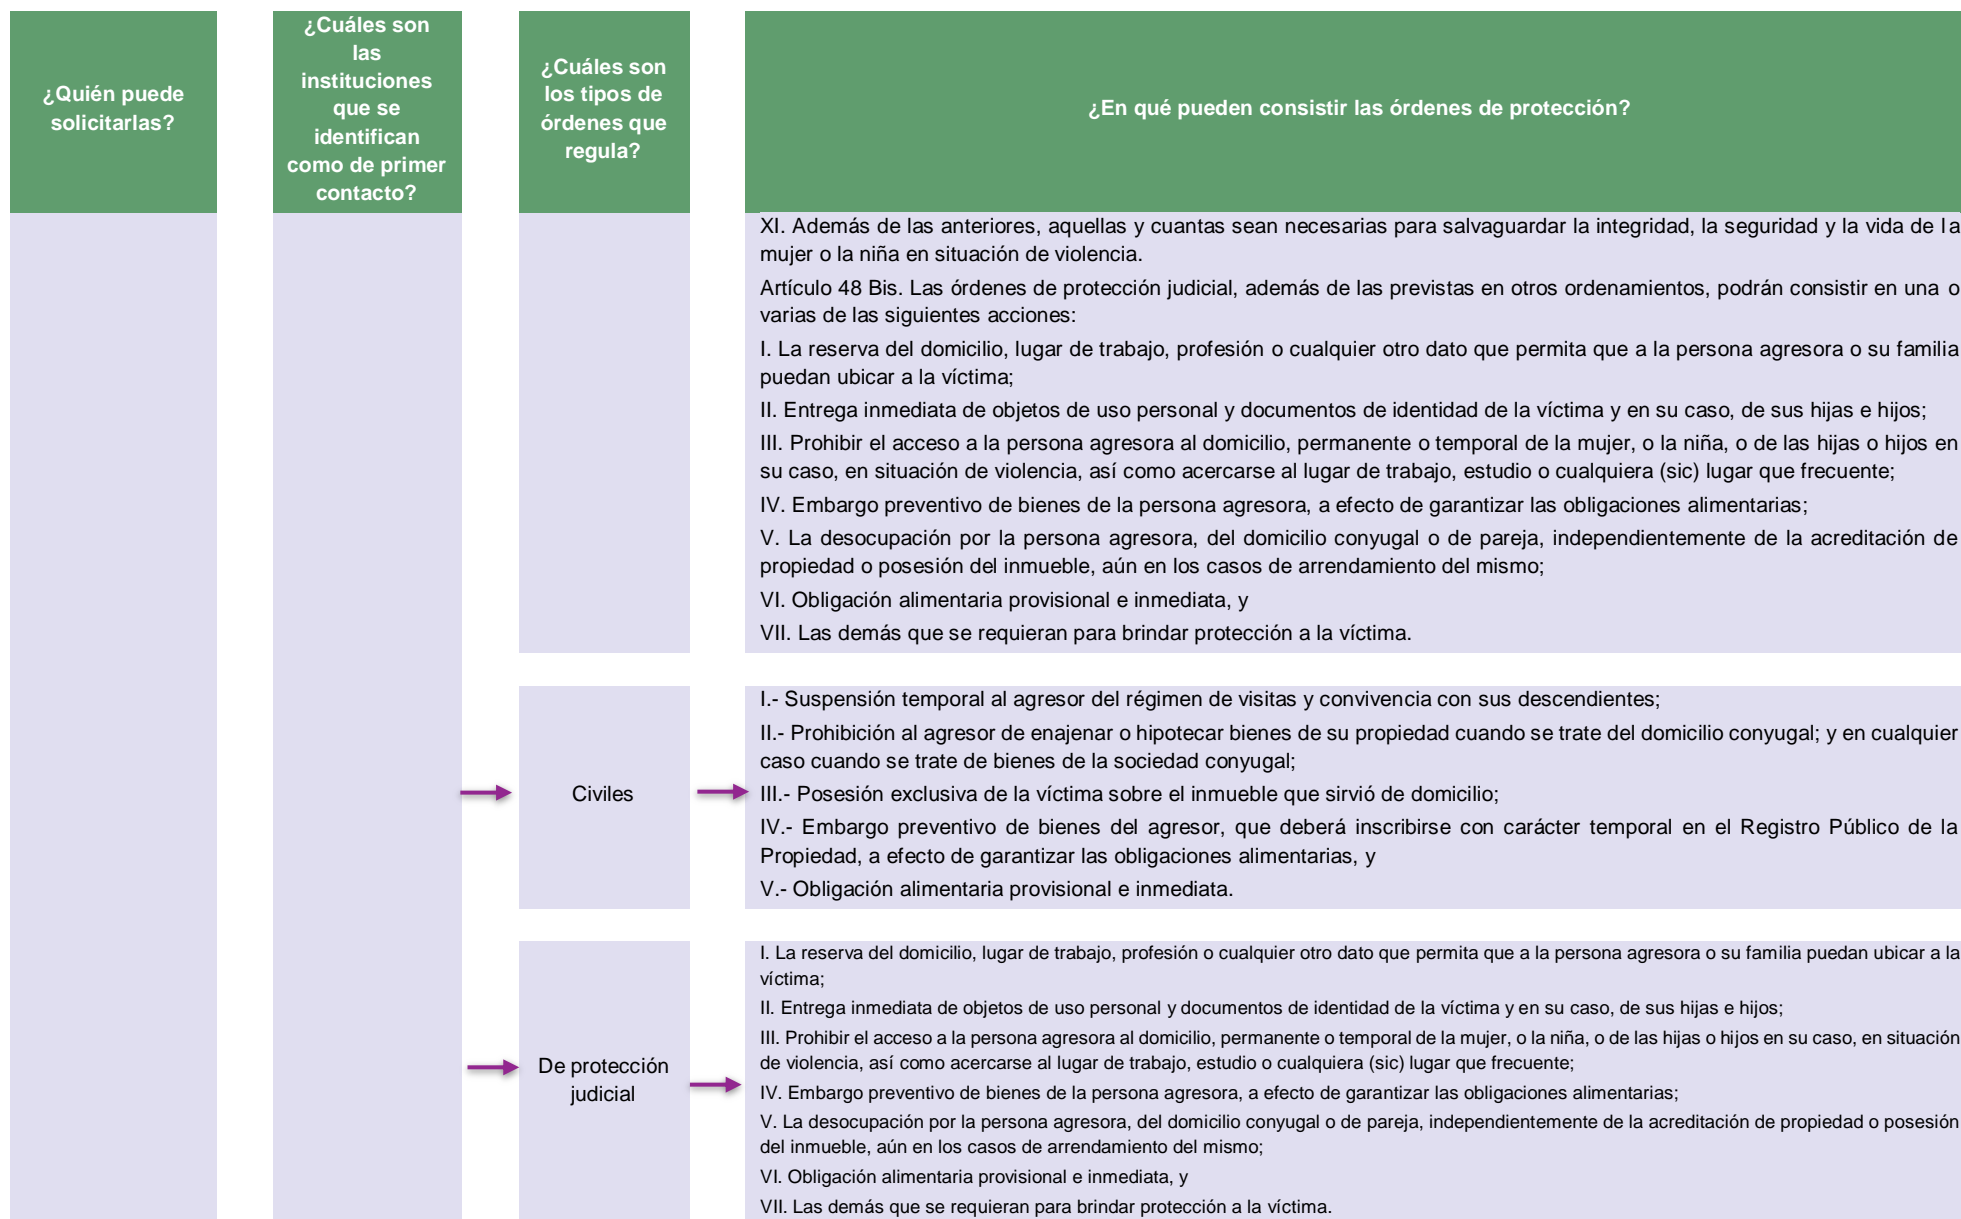 ¿Quién puede
solicitarlas?
¿Cuáles son
las
instituciones
que se
identifican
como de primer
contacto?
¿Cuáles son
los tipos de
órdenes que
regula?
¿En qué pueden consistir las órdenes de protección?
XI. Además de las anteriores, aquellas y cuantas sean necesarias para salvaguardar la integridad, la seguridad y la vida de la
mujer o la niña en situación de violencia.
Artículo 48 Bis. Las órdenes de protección judicial, además de las previstas en otros ordenamientos, podrán consistir en una o
varias de las siguientes acciones:
I. La reserva del domicilio, lugar de trabajo, profesión o cualquier otro dato que permita que a la persona agresora o su familia
puedan ubicar a la víctima;
II. Entrega inmediata de objetos de uso personal y documentos de identidad de la víctima y en su caso, de sus hijas e hijos;
III. Prohibir el acceso a la persona agresora al domicilio, permanente o temporal de la mujer, o la niña, o de las hijas o hijos en
su caso, en situación de violencia, así como acercarse al lugar de trabajo, estudio o cualquiera (sic) lugar que frecuente;
IV. Embargo preventivo de bienes de la persona agresora, a efecto de garantizar las obligaciones alimentarias;
V. La desocupación por la persona agresora, del domicilio conyugal o de pareja, independientemente de la acreditación de
propiedad o posesión del inmueble, aún en los casos de arrendamiento del mismo;
VI. Obligación alimentaria provisional e inmediata, y
VII. Las demás que se requieran para brindar protección a la víctima.
Civiles
I.- Suspensión temporal al agresor del régimen de visitas y convivencia con sus descendientes;
II.- Prohibición al agresor de enajenar o hipotecar bienes de su propiedad cuando se trate del domicilio conyugal; y en cualquier
caso cuando se trate de bienes de la sociedad conyugal;
III.- Posesión exclusiva de la víctima sobre el inmueble que sirvió de domicilio;
IV.- Embargo preventivo de bienes del agresor, que deberá inscribirse con carácter temporal en el Registro Público de la
Propiedad, a efecto de garantizar las obligaciones alimentarias, y
V.- Obligación alimentaria provisional e inmediata.
De protección
judicial
I. La reserva del domicilio, lugar de trabajo, profesión o cualquier otro dato que permita que a la persona agresora o su familia puedan ubicar a la
víctima;
II. Entrega inmediata de objetos de uso personal y documentos de identidad de la víctima y en su caso, de sus hijas e hijos;
III. Prohibir el acceso a la persona agresora al domicilio, permanente o temporal de la mujer, o la niña, o de las hijas o hijos en su caso, en situación
de violencia, así como acercarse al lugar de trabajo, estudio o cualquiera (sic) lugar que frecuente;
IV. Embargo preventivo de bienes de la persona agresora, a efecto de garantizar las obligaciones alimentarias;
V. La desocupación por la persona agresora, del domicilio conyugal o de pareja, independientemente de la acreditación de propiedad o posesión
del inmueble, aún en los casos de arrendamiento del mismo;
VI. Obligación alimentaria provisional e inmediata, y
VII. Las demás que se requieran para brindar protección a la víctima.